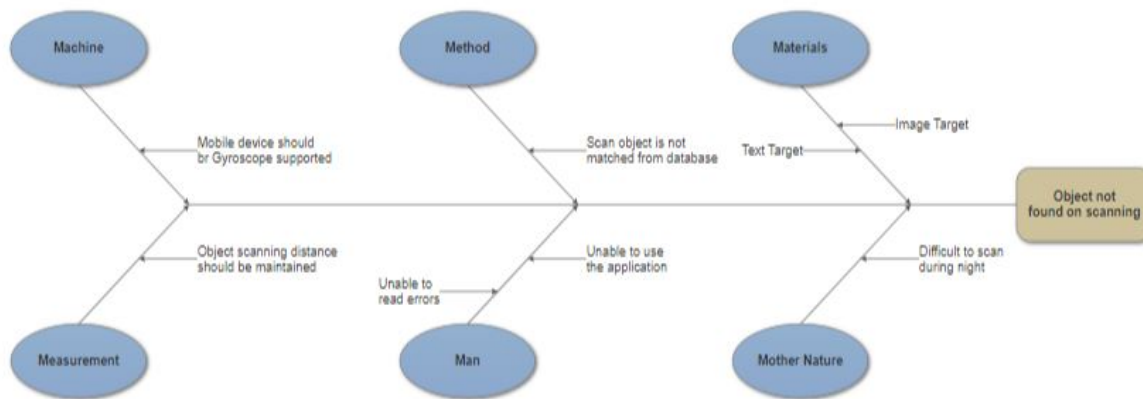 Machine
Method
Materials
Mobile device should
br Gyroscope supported
Scan object is not
matched from database
Image Target
Text Target
Object not
found on scanning
Object scanning distance
should be maintained
Unable to use
the application
Unable to
read errors
Difficult to scan
during night
Measurement
Man
Mother Nature